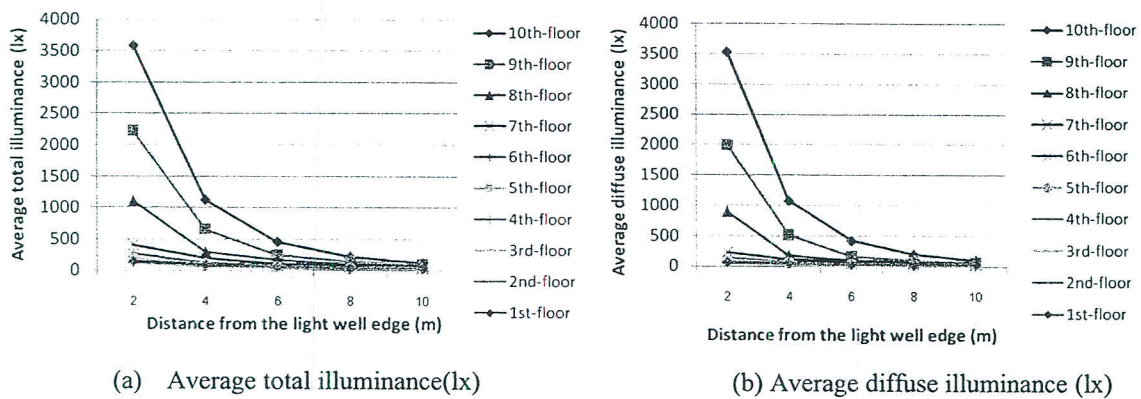 Average total illuminance (lx)
4000
3500
3000
2500
2000
1500
1000
500
0
2 4 6 8 10
Distance from the light well edge (m)
10th-floor
9th-floor
8th-floor
7th-floor
6th-floor
5th-floor
4th-floor
3rd-floor
2nd-floor
1st-floor
(a) Average total illuminance(lx)
Average diffuse illuminance (lx)
4000
3500
3000
2500
2000
1500
1000
500
0
2 4 6 8 10
Distance from the light well edge (m)
10th-floor
9th-floor
8th-floor
7th-floor
6th-floor
5th-floor
4th-floor
3rd-floor
2nd-floor
1st-floor
(b) Average diffuse illuminance (lx)